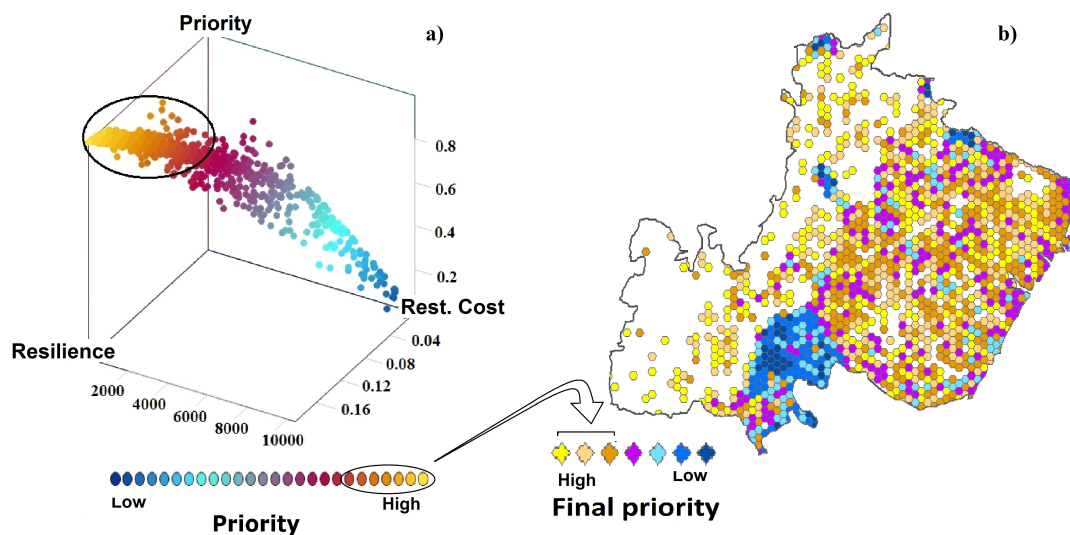 Priority
a)
0.8
0.6
0.4
0.2
Rest. Cost
0.04
0.08
0.12
0.16
Resilience
2000
4000
6000
8000
10000
Low
High
Priority
b)
High
Low
Final priority